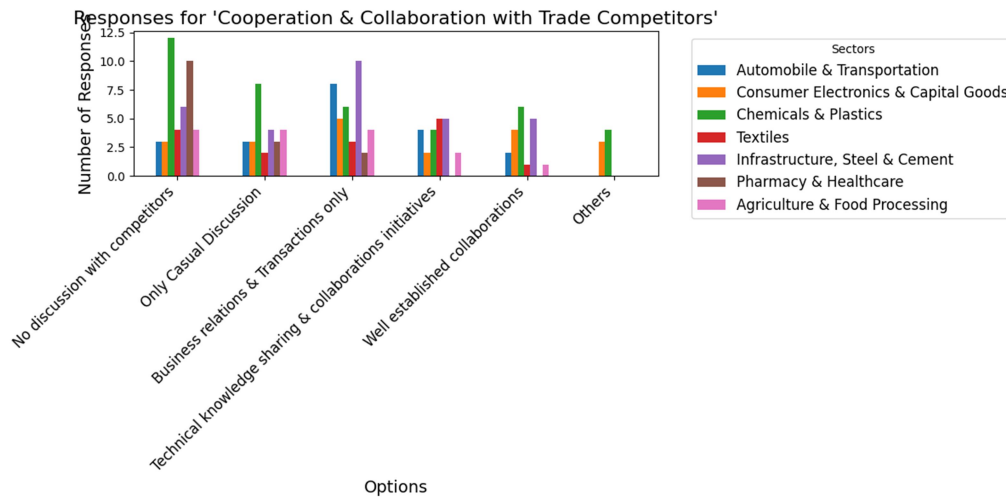 Responses for 'Cooperation & Collaboration with Trade Competitors'
Number of Responses
12.5
10.0
7.5
5.0
2.5
0.0
No discussion with competitors
Only Casual Discussion
Business relations & Transactions only
Technical knowledge sharing & collaborations initiatives
Well established collaborations
Others
Options
Sectors
Automobile & Transportation
Consumer Electronics & Capital Goods
Chemicals & Plastics
Textiles
Infrastructure, Steel & Cement
Pharmacy & Healthcare
Agriculture & Food Processing